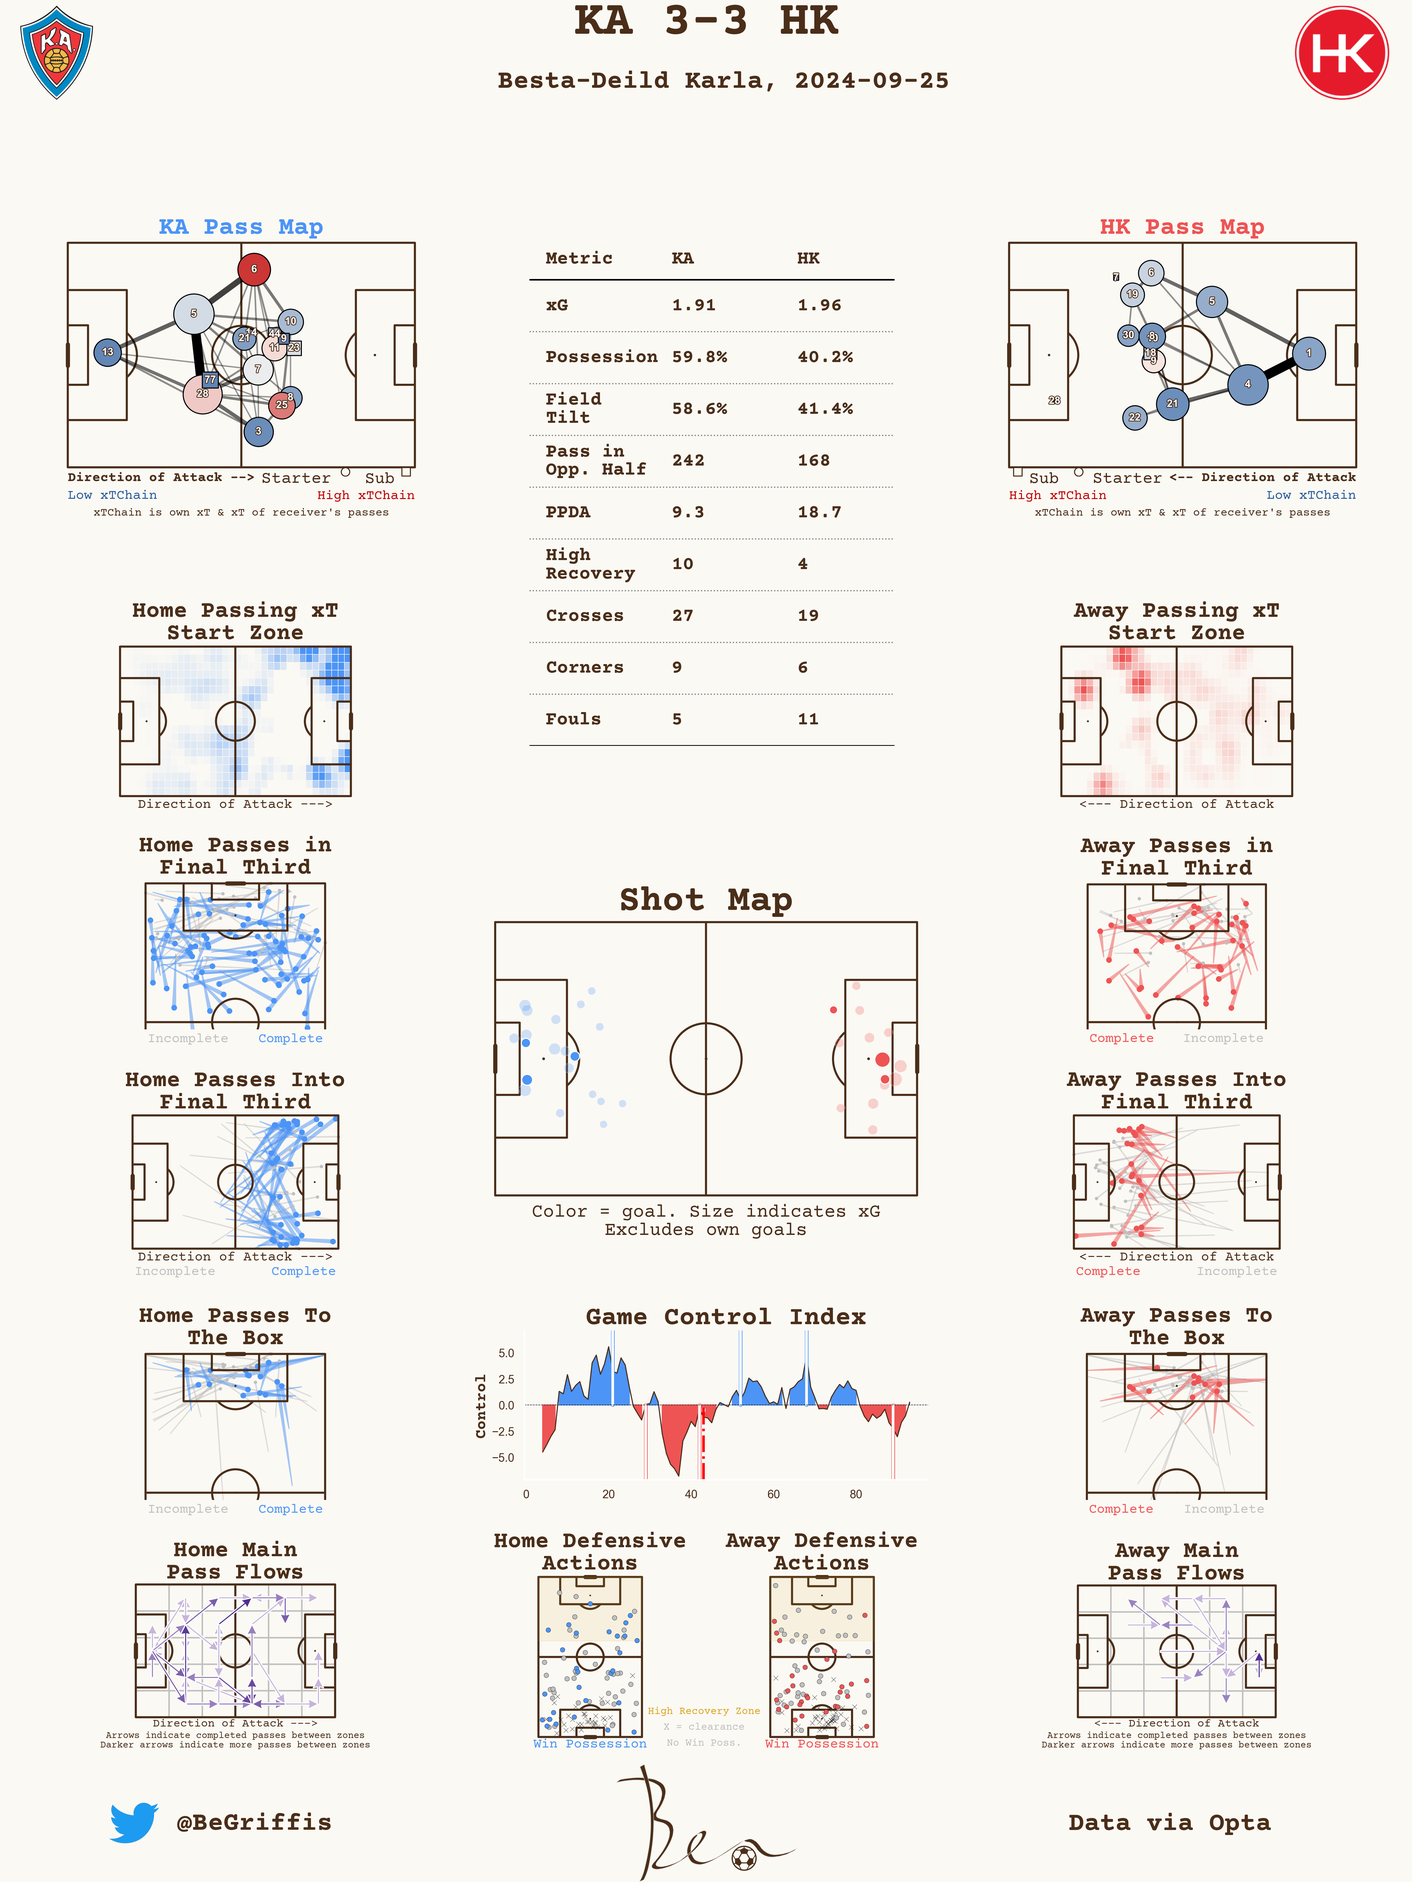 KA 3-3 HK
Besta-Deild Karla, 2024-09-25
KA
HK
KA Pass Map
6
5
10
14
44
21
9
11
23
13
7
77
28
8
25
3
Direction of Attack --> Starter Sub
Low xTChain High xTChain
xTChain is own xT & xT of receiver's passes
Metric KA HK
xG 1.91 1.96
Possession 59.8% 40.2%
Field
Tilt 58.6% 41.4%
Pass in
Opp. Half 242 168
PPDA 9.3 18.7
High
Recovery 10 4
Crosses 27 19
Corners 9 6
Fouls 5 11
HK Pass Map
7
6
19
5
30
8
18
9
1
4
28
21
22
Sub Starter <-- Direction of Attack
High xTChain Low xTChain
xTChain is own xT & xT of receiver's passes
Home Passing xT
Start Zone
Direction of Attack --->
Away Passing xT
Start Zone
<--- Direction of Attack
Home Passes in
Final Third
Incomplete Complete
Away Passes in
Final Third
Complete Incomplete
Shot Map
Color = goal. Size indicates xG
Excludes own goals
Home Passes Into
Final Third
Direction of Attack --->
Incomplete Complete
Away Passes Into
Final Third
<--- Direction of Attack
Complete Incomplete
Home Passes To
The Box
Incomplete Complete
Game Control Index
Control
5.0
2.5
0.0
−2.5
−5.0
0 20 40 60 80
Away Passes To
The Box
Complete Incomplete
Home Main
Pass Flows
Direction of Attack --->
Arrows indicate completed passes between zones
Darker arrows indicate more passes between zones
Home Defensive
Actions
Win Possession
High Recovery Zone
X = clearance
No Win Poss.
Away Defensive
Actions
Win Possession
Away Main
Pass Flows
<--- Direction of Attack
Arrows indicate completed passes between zones
Darker arrows indicate more passes between zones
@BeGriffis
Ben
Data via Opta